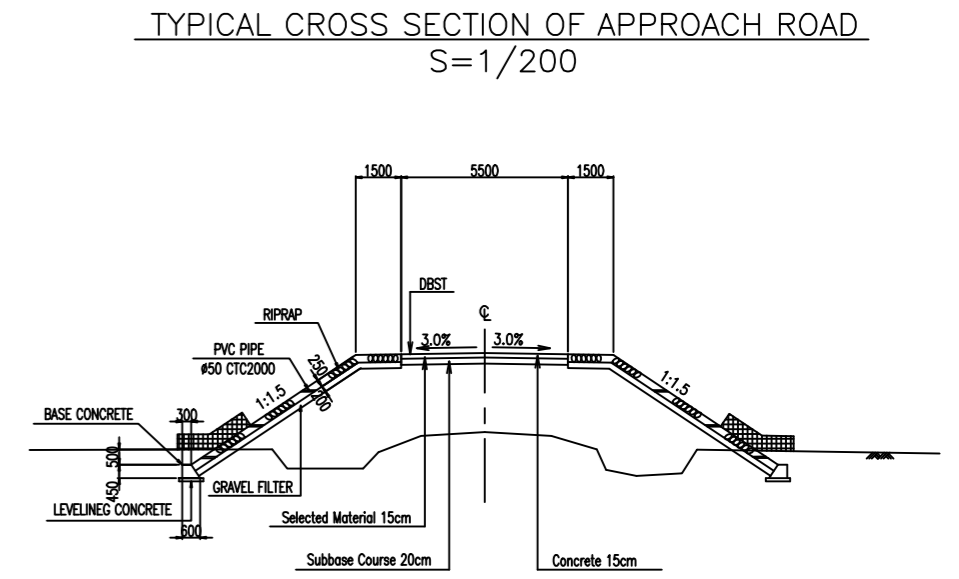 TYPICAL CROSS SECTION OF APPROACH ROAD
S=1/200
1500 5500 1500
DBST
RIPRAP
℄
3.0% 3.0%
PVC PIPE
ø50 CTC2000
250
200
1:1.5
1:1.5
BASE CONCRETE
300
500
450
GRAVEL FILTER
LEVELINEG CONCRETE
600
Selected Material 15cm
Subbase Course 20cm
Concrete 15cm